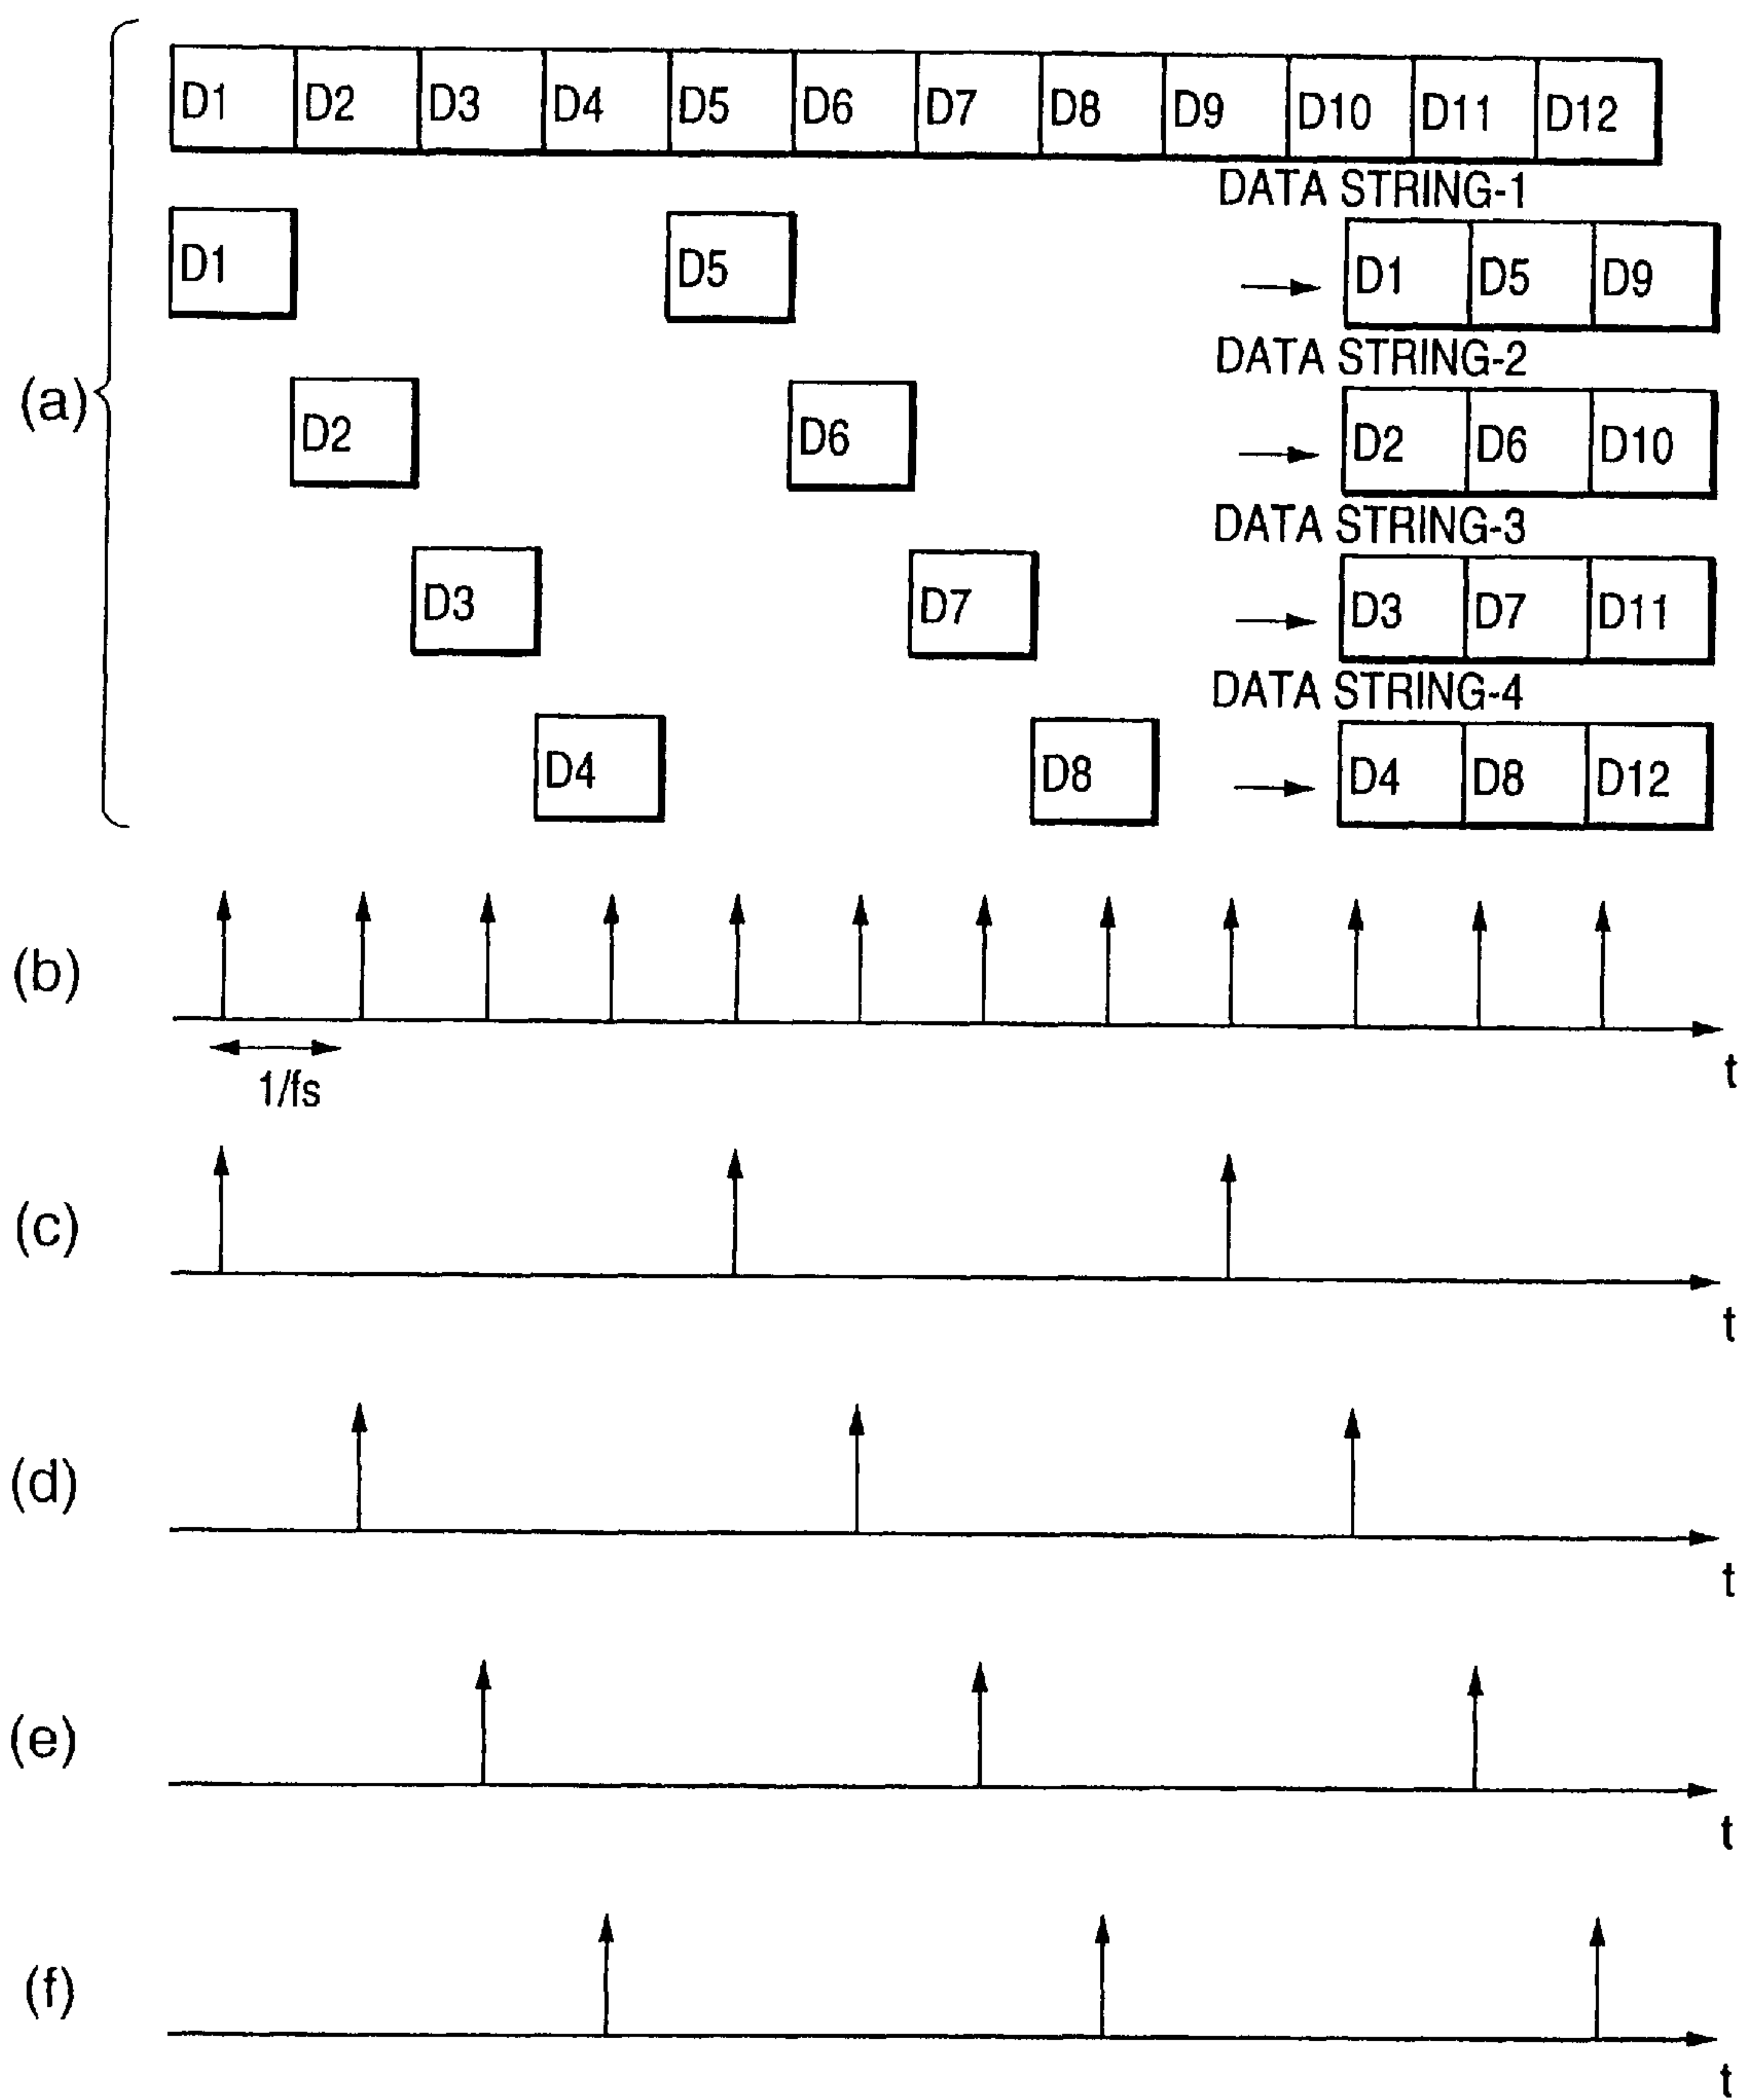 D1 D2 D3 D4 D5 D6 D7 D8 D9 D10 D11 D12
DATA STRING-1
D1 D5 D1 D5 D9
DATA STRING-2
(a)
D2 D6 D2 D6 D10
DATA STRING-3
D3 D7 D3 D7 D11
DATA STRING-4
D4 D8 D4 D8 D12
(b)
t
1/fs
(c)
t
(d)
t
(e)
t
(f)
t